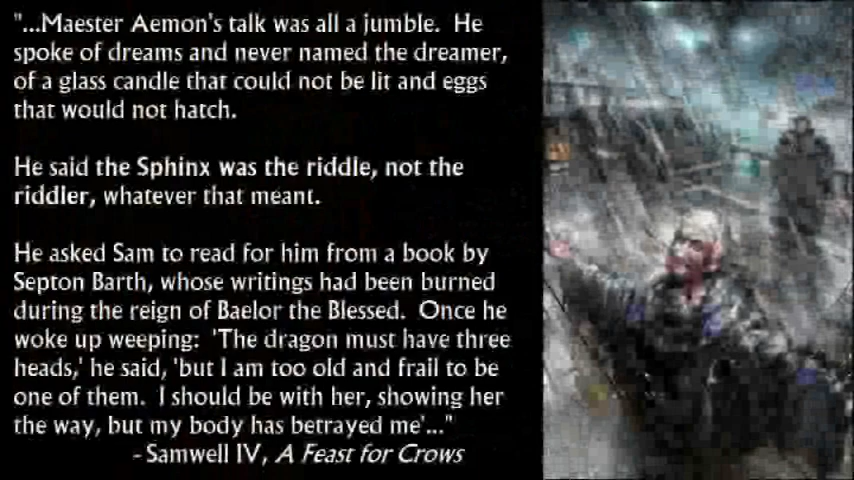 "...Maester Aemon's talk was all a jumble. He
spoke of dreams and never named the dreamer,
of a glass candle that could not be lit and eggs
that would not hatch.
He said the Sphinx was the riddle, not the
riddler, whatever that meant.
He asked Sam to read for him from a book by
Septon Barth, whose writings had been burned
during the reign of Baelor the Blessed. Once he
woke up weeping: 'The dragon must have three
heads,' he said, 'but I am too old and frail to be
one of them. I should be with her, showing her
the way, but my body has betrayed me'..."
- Samwell IV, A Feast for Crows